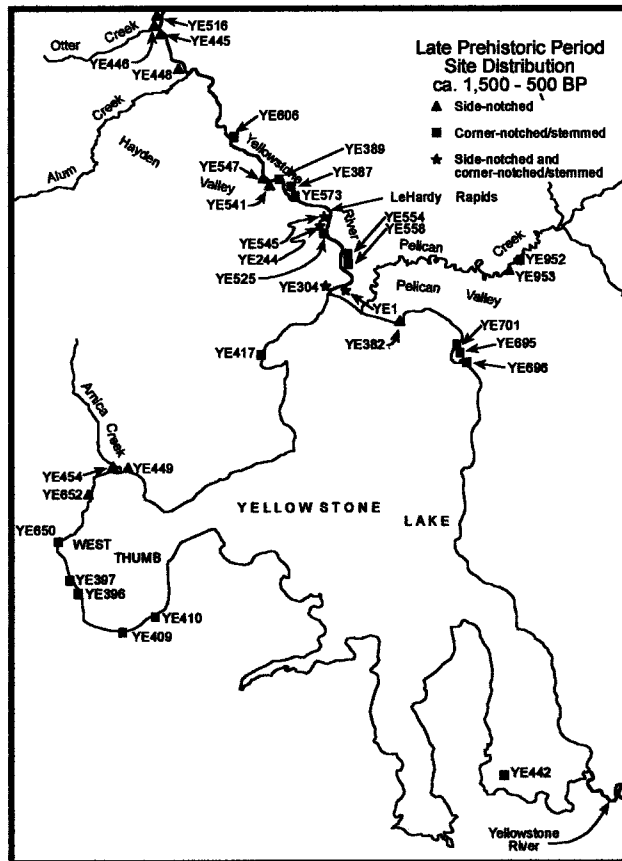 Late Prehistoric Period
Site Distribution
ca. 1,500 - 500 BP
Side-notched
Corner-notched/stemmed
Side-notched and
corner-notched/stemmed
Otter Creek
YE516
YE445
YE446
YE448
Alum Creek
Hayden
Valley
YE606
Yellowstone
River
YE389
YE387
YE547
YE541
YE573
LeHardy Rapids
YE554
YE558
YE545
YE244
YE525
Pelican Creek
YE952
YE953
Pelican Valley
YE304
YE1
YE382
YE701
YE695
YE696
YE417
Arnica Creek
YE454
YE449
YE652
YELLOWSTONE
LAKE
YE650
WEST
THUMB
YE397
YE396
YE410
YE409
YE442
Yellowstone
River